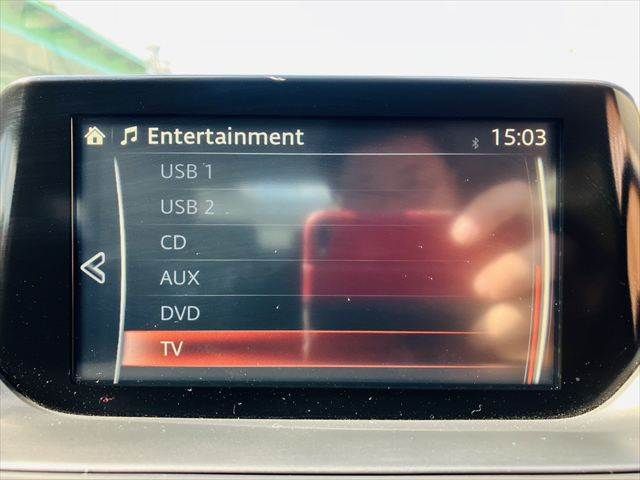 Entertainment 15:03
USB 1
USB 2
CD
AUX
DVD
TV